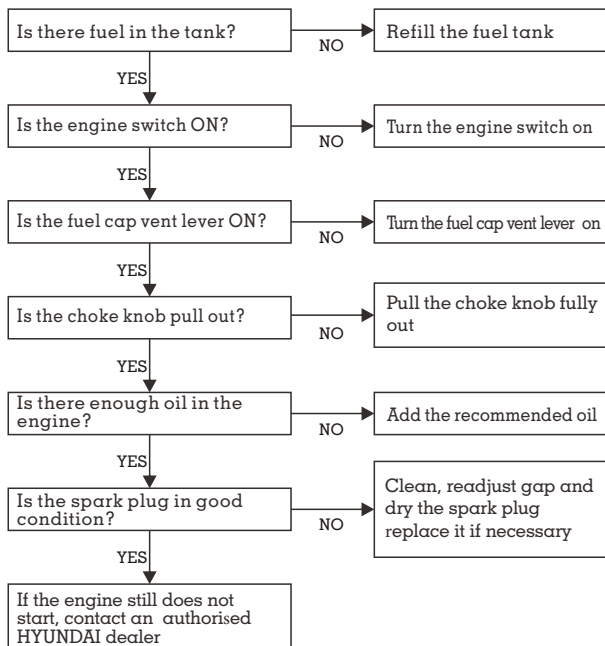 Is there fuel in the tank?
NO
Refill the fuel tank
YES
Is the engine switch ON?
NO
Turn the engine switch on
YES
Is the fuel cap vent lever ON?
NO
Turn the fuel cap vent lever on
YES
Is the choke knob pull out?
NO
Pull the choke knob fully
out
YES
Is there enough oil in the
engine?
NO
Add the recommended oil
YES
Is the spark plug in good
condition?
NO
Clean, readjust gap and
dry the spark plug
replace it if necessary
YES
If the engine still does not
start, contact an authorised
HYUNDAI dealer